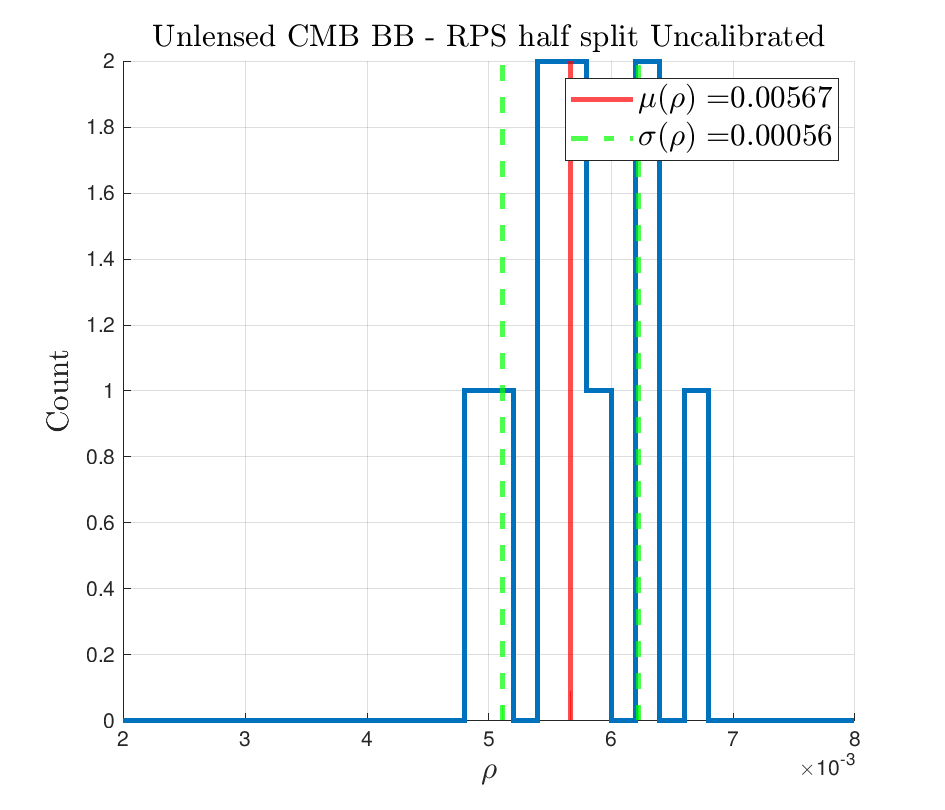 Unlensed CMB BB - RPS half split Uncalibrated
μ(ρ) =0.00567
σ(ρ) =0.00056
Count
2
1.8
1.6
1.4
1.2
1
0.8
0.6
0.4
0.2
0
2 3 4 5 6 7 8
×10-3
ρ